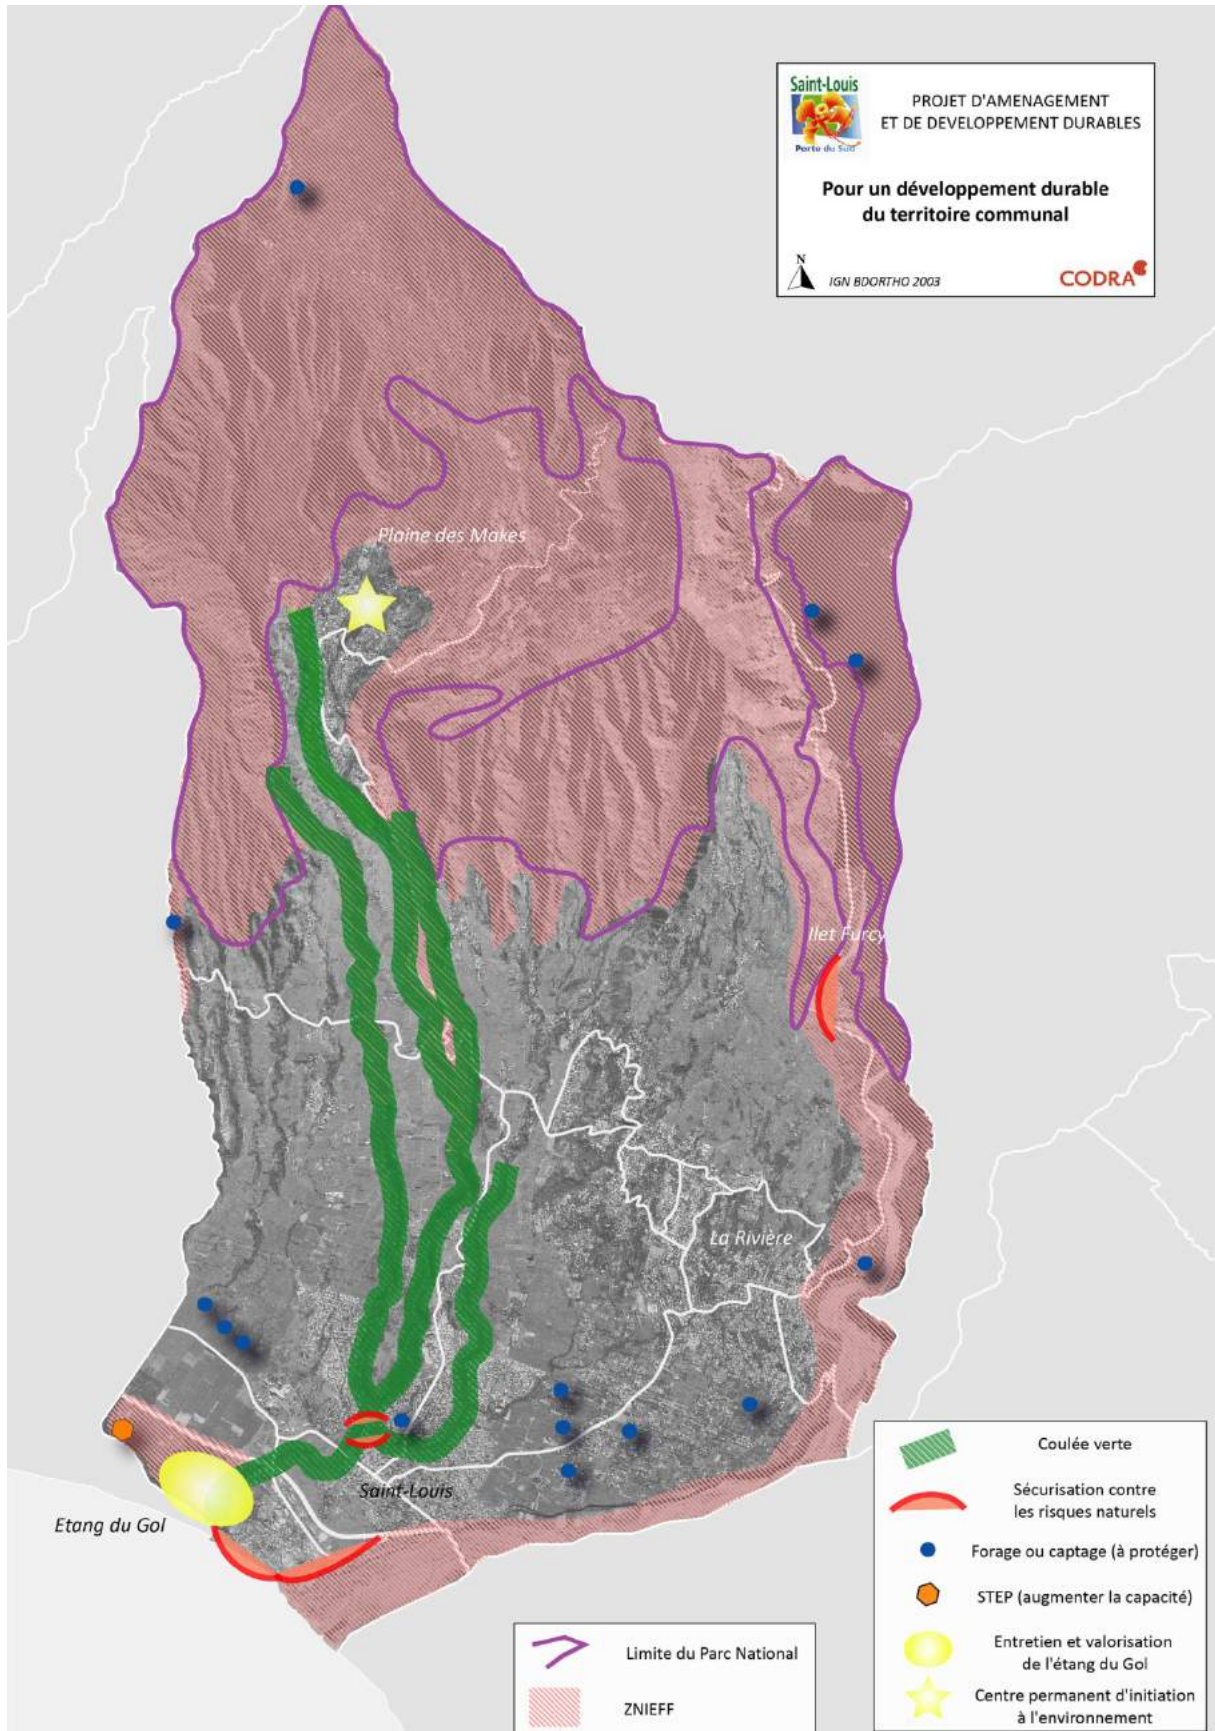 Saint-Louis
Porte du Sud
PROJET D'AMENAGEMENT
ET DE DEVELOPPEMENT DURABLES
Pour un développement durable
du territoire communal
N
IGN BDORTHO 2003
CODRA
Plaine des Makes
Ilet Furcy
La Rivière
Saint-Louis
Etang du Gol
Coulée verte
Sécurisation contre
les risques naturels
Forage ou captage (à protéger)
STEP (augmenter la capacité)
Entretien et valorisation
de l'étang du Gol
Centre permanent d'initiation
à l'environnement
Limite du Parc National
ZNIEFF